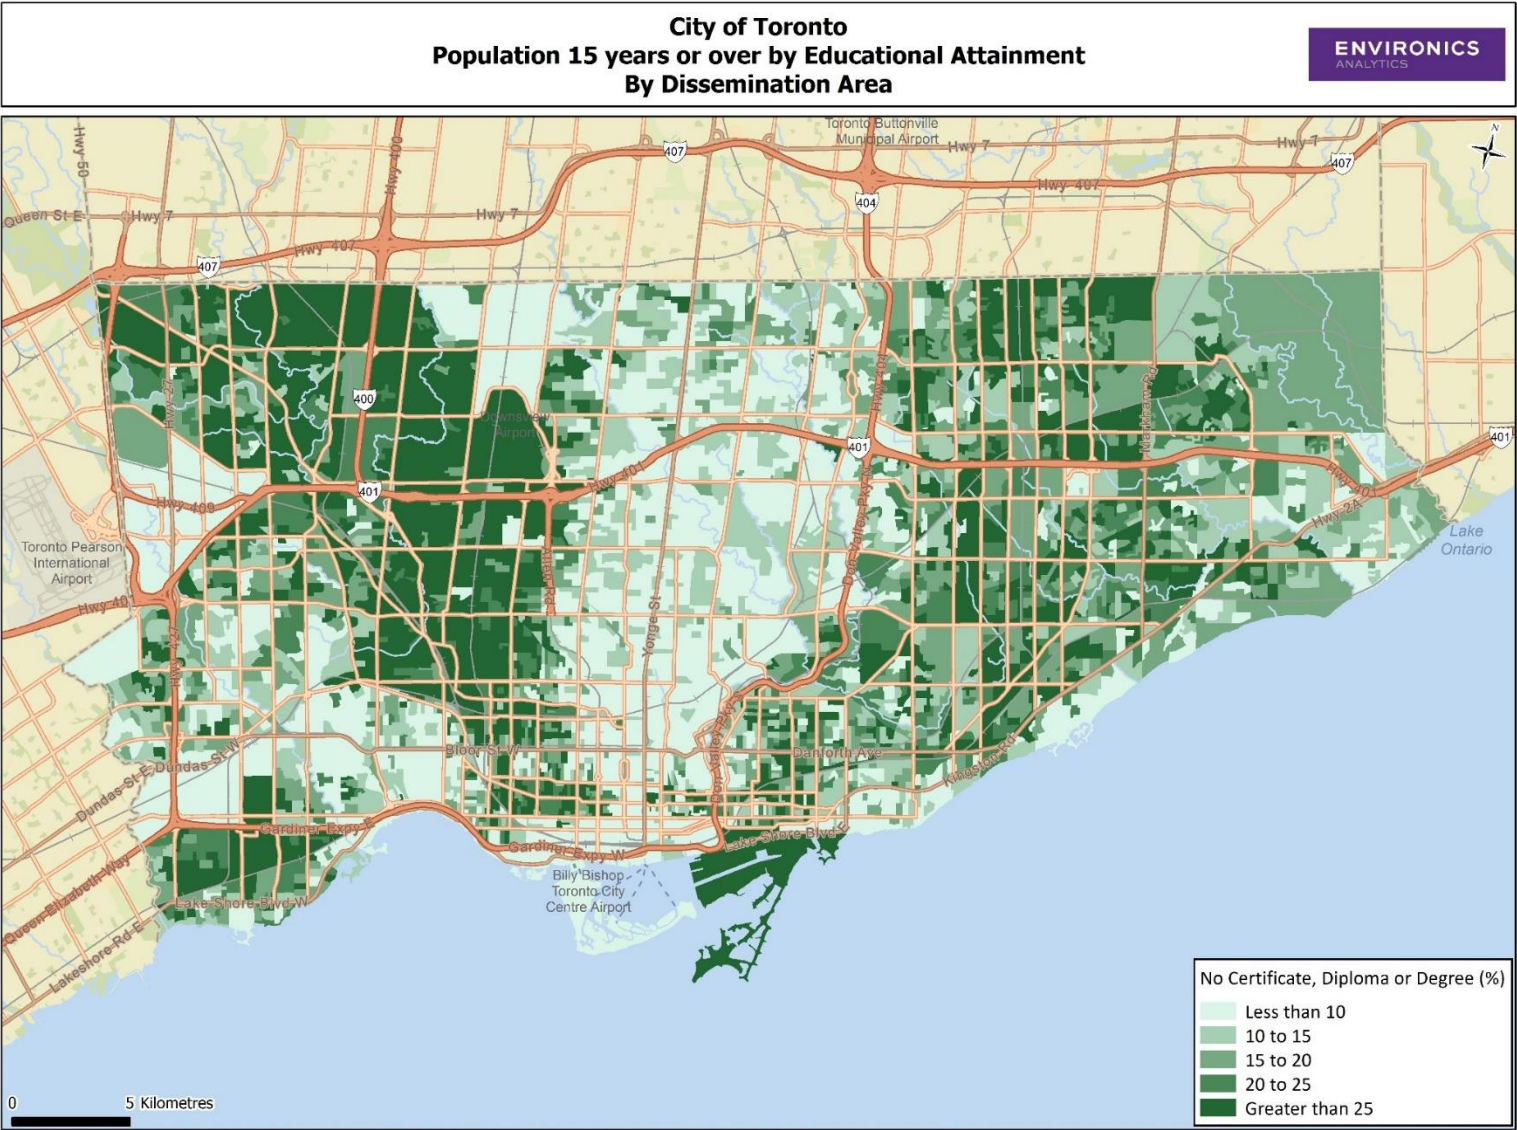 City of Toronto
Population 15 years or over by Educational Attainment
By Dissemination Area
ENVIRONICS
ANALYTICS
Toronto Buttonville
Municipal Airport
Hwy 50
Hwy 400
407
Hwy 7
Hwy 7
407
N
Queen St E
Hwy 7
Hwy 7
Hwy 407
404
Hwy 407
407
Hwy 27
400
Hwy 404
Markham Rd
Downsview
Airport
401
401
Hwy 401
401
Hwy 409
Hwy 401
Hwy 2A
Lake
Ontario
Toronto Pearson
International
Airport
Allen Rd
Don Valley Pky N
Hwy 401
Yonge St
Hwy 427
Don Valley Pky S
Bloor St W
Danforth Ave
Dundas St W
Dundas St E
Kingston Rd
Gardiner Expy E
Lake Shore Blvd E
Gardiner Expy W
Queen Elizabeth Way
Billy Bishop
Toronto City
Centre Airport
Lake Shore Blvd W
Lakeshore Rd E
No Certificate, Diploma or Degree (%)
Less than 10
10 to 15
15 to 20
20 to 25
Greater than 25
0 5 Kilometres